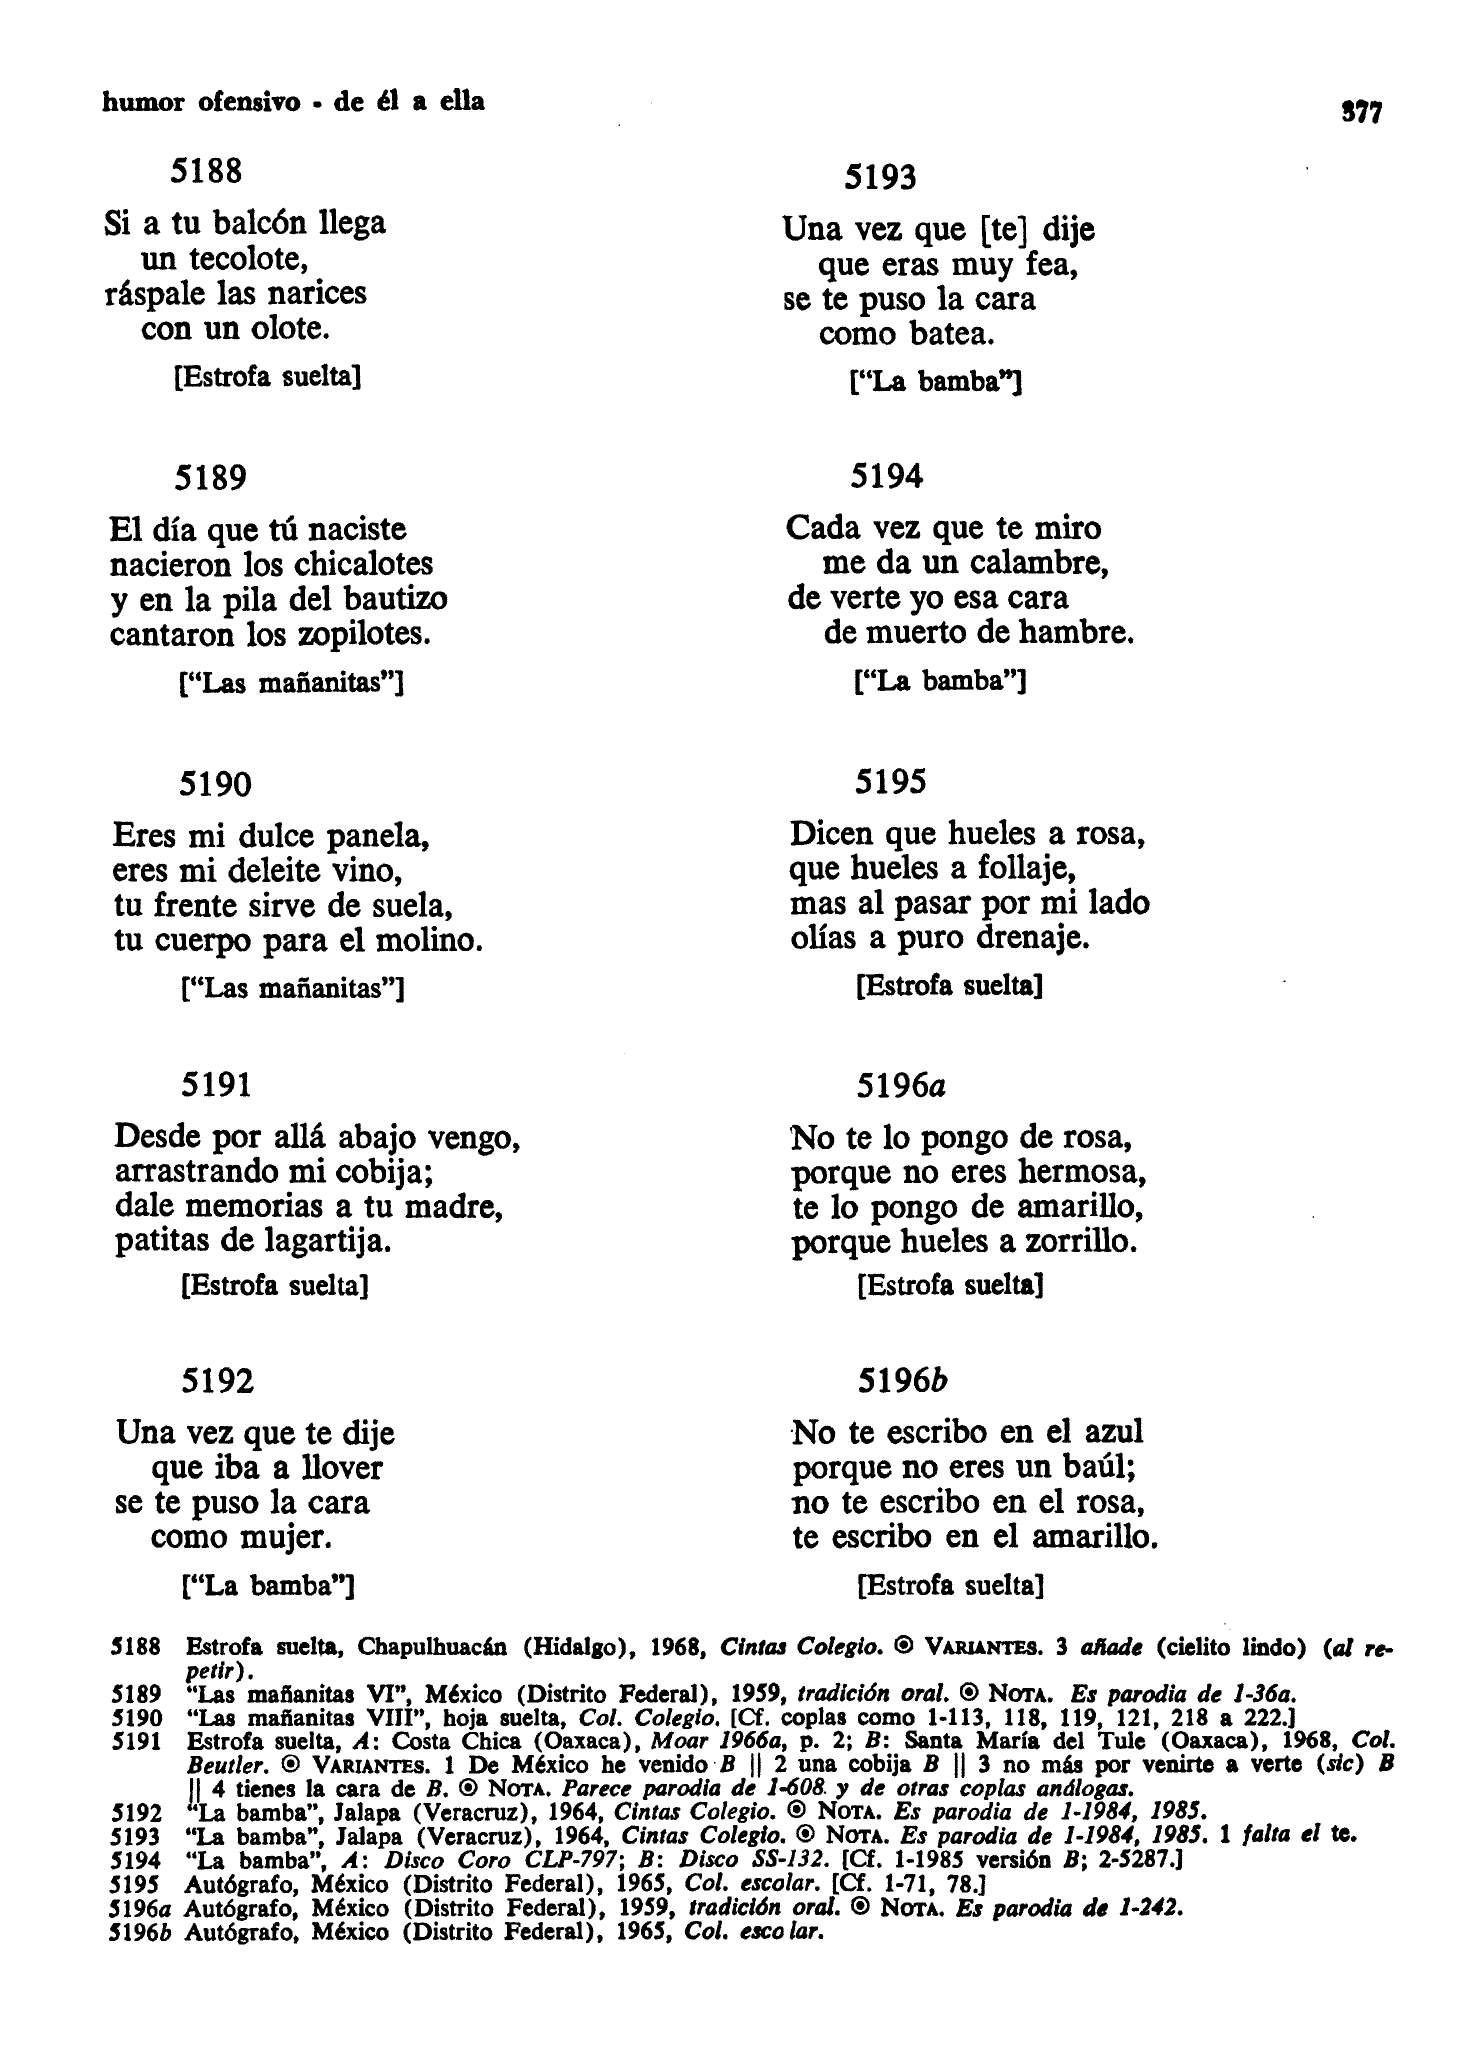 humor ofensivo - de él a ella
377
5188
Si a tu balcón llega
un tecolote,
ráspale las narices
con un olote.
[Estrofa suelta]
5189
El día que tú naciste
nacieron los chicalotes
y en la pila del bautizo
cantaron los zopilotes.
[“Las mañanitas”]
5190
Eres mi dulce panela,
eres mi deleite vino,
tu frente sirve de suela,
tu cuerpo para el molino.
[“Las mañanitas”]
5191
Desde por allá abajo vengo,
arrastrando mi cobija;
dale memorias a tu madre,
patitas de lagartija.
[Estrofa suelta]
5192
Una vez que te dije
que iba a llover
se te puso la cara
como mujer.
[“La bamba”]
5193
Una vez que [te] dije
que eras muy fea,
se te puso la cara
como batea.
[“La bamba”]
5194
Cada vez que te miro
me da un calambre,
de verte yo esa cara
de muerto de hambre.
[“La bamba”]
5195
Dicen que hueles a rosa,
que hueles a follaje,
mas al pasar por mi lado
olías a puro drenaje.
[Estrofa suelta]
5196a
No te lo pongo de rosa,
porque no eres hermosa,
te lo pongo de amarillo,
porque hueles a zorrillo.
[Estrofa suelta]
5196b
No te escribo en el azul
porque no eres un baúl;
no te escribo en el rosa,
te escribo en el amarillo.
[Estrofa suelta]
5188 Estrofa suelta, Chapulhuacán (Hidalgo), 1968, Cintas Colegio. ⊙ VARIANTES. 3 añade (cielito lindo) (al re-
petir).
5189 “Las mañanitas VI”, México (Distrito Federal), 1959, tradición oral. ⊙ NOTA. Es parodia de 1-36a.
5190 “Las mañanitas VIII”, hoja suelta, Col. Colegio. [Cf. coplas como 1-113, 118, 119, 121, 218 a 222.]
5191 Estrofa suelta, A: Costa Chica (Oaxaca), Moar 1966a, p. 2; B: Santa María del Tule (Oaxaca), 1968, Col.
Beutler. ⊙ VARIANTES. 1 De México he venido B || 2 una cobija B || 3 no más por venirte a verte (sic) B
|| 4 tienes la cara de B. ⊙ NOTA. Parece parodia de 1-608 y de otras coplas análogas.
5192 “La bamba”, Jalapa (Veracruz), 1964, Cintas Colegio. ⊙ NOTA. Es parodia de 1-1984, 1985.
5193 “La bamba”, Jalapa (Veracruz), 1964, Cintas Colegio. ⊙ NOTA. Es parodia de 1-1984, 1985. 1 falta el te.
5194 “La bamba”, A: Disco Coro CLP-797; B: Disco SS-132. [Cf. 1-1985 versión B; 2-5287.]
5195 Autógrafo, México (Distrito Federal), 1965, Col. escolar. [Cf. 1-71, 78.]
5196a Autógrafo, México (Distrito Federal), 1959, tradición oral. ⊙ NOTA. Es parodia de 1-242.
5196b Autógrafo, México (Distrito Federal), 1965, Col. escolar.